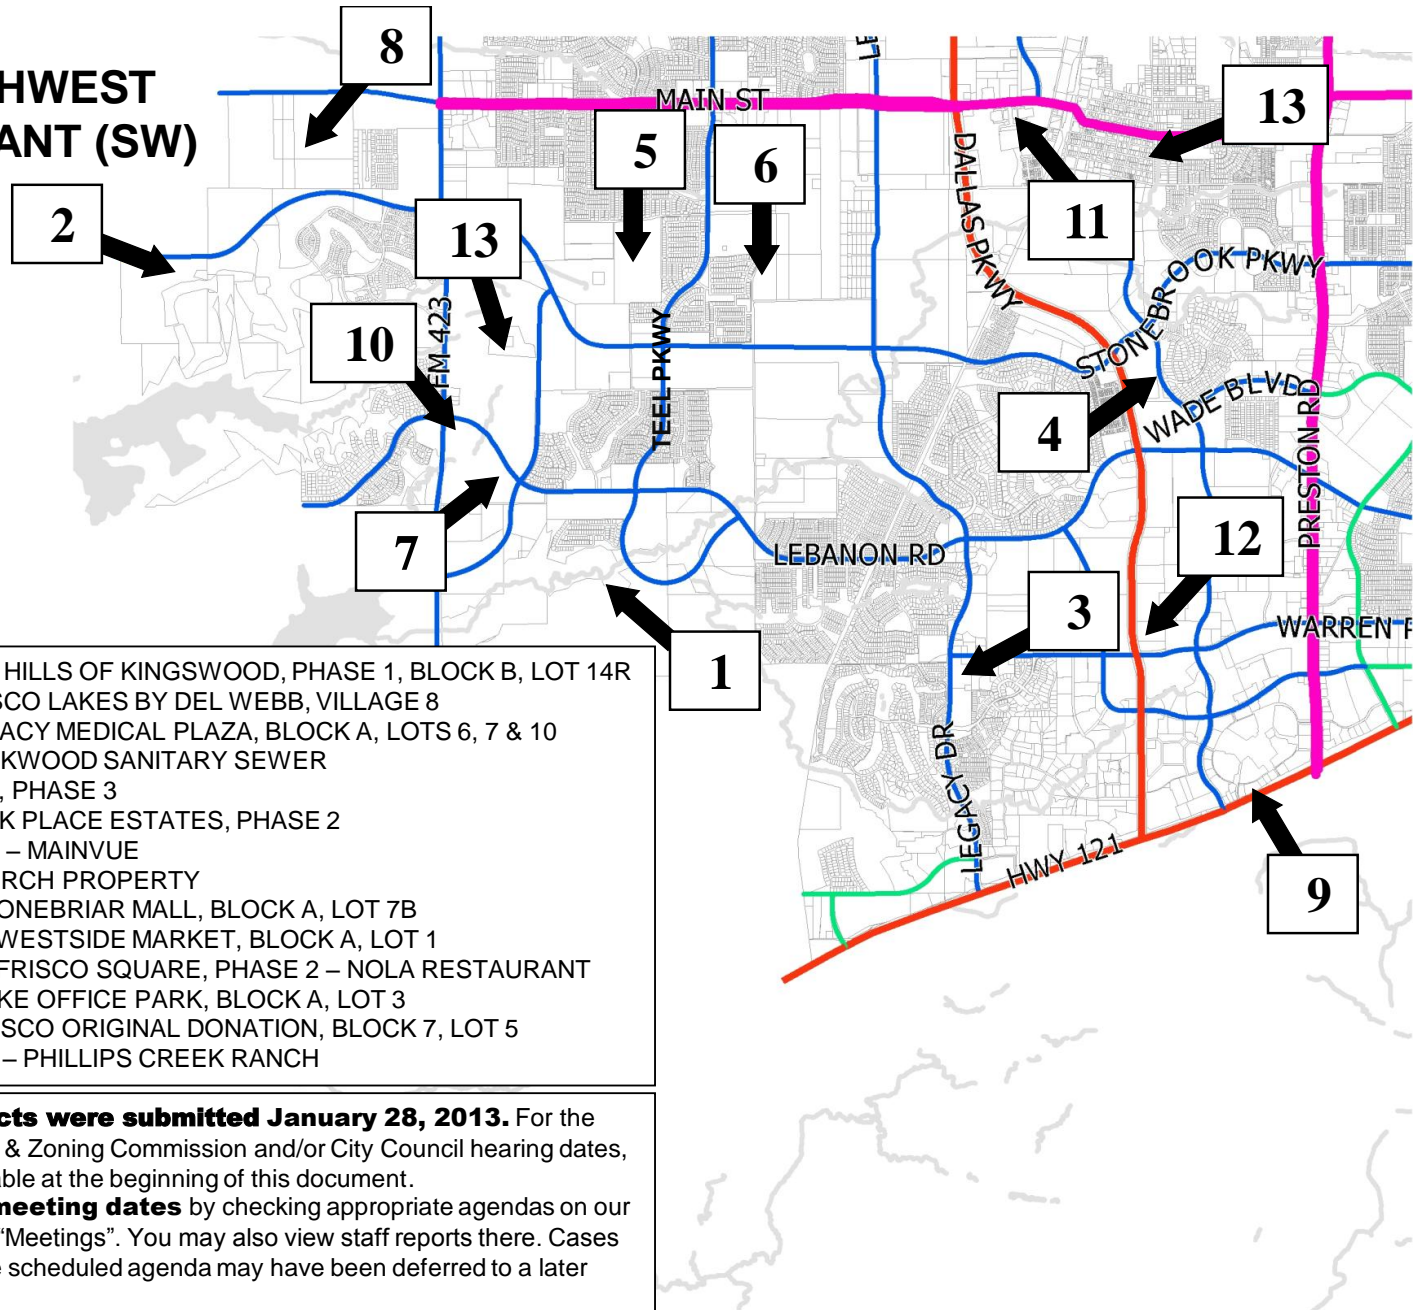 HWEST
ANT (SW)
8
MAIN ST
13
5
6
2
13
11
DALLAS PKWY
STONEBROOK PKWY
10
FM 423
TEEL PKWY
4
WADE BLVD
PRESTON RD
7
LEBANON RD
12
3
WARREN P
1
LEGACY DR
HWY 121
9
LE
HILLS OF KINGSWOOD, PHASE 1, BLOCK B, LOT 14R
SCO LAKES BY DEL WEBB, VILLAGE 8
ACY MEDICAL PLAZA, BLOCK A, LOTS 6, 7 & 10
KWOOD SANITARY SEWER
, PHASE 3
K PLACE ESTATES, PHASE 2
– MAINVUE
RCH PROPERTY
ONEBRIAR MALL, BLOCK A, LOT 7B
WESTSIDE MARKET, BLOCK A, LOT 1
FRISCO SQUARE, PHASE 2 – NOLA RESTAURANT
KE OFFICE PARK, BLOCK A, LOT 3
SCO ORIGINAL DONATION, BLOCK 7, LOT 5
– PHILLIPS CREEK RANCH
cts were submitted January 28, 2013. For the
& Zoning Commission and/or City Council hearing dates,
able at the beginning of this document.
meeting dates by checking appropriate agendas on our
“Meetings”. You may also view staff reports there. Cases
e scheduled agenda may have been deferred to a later